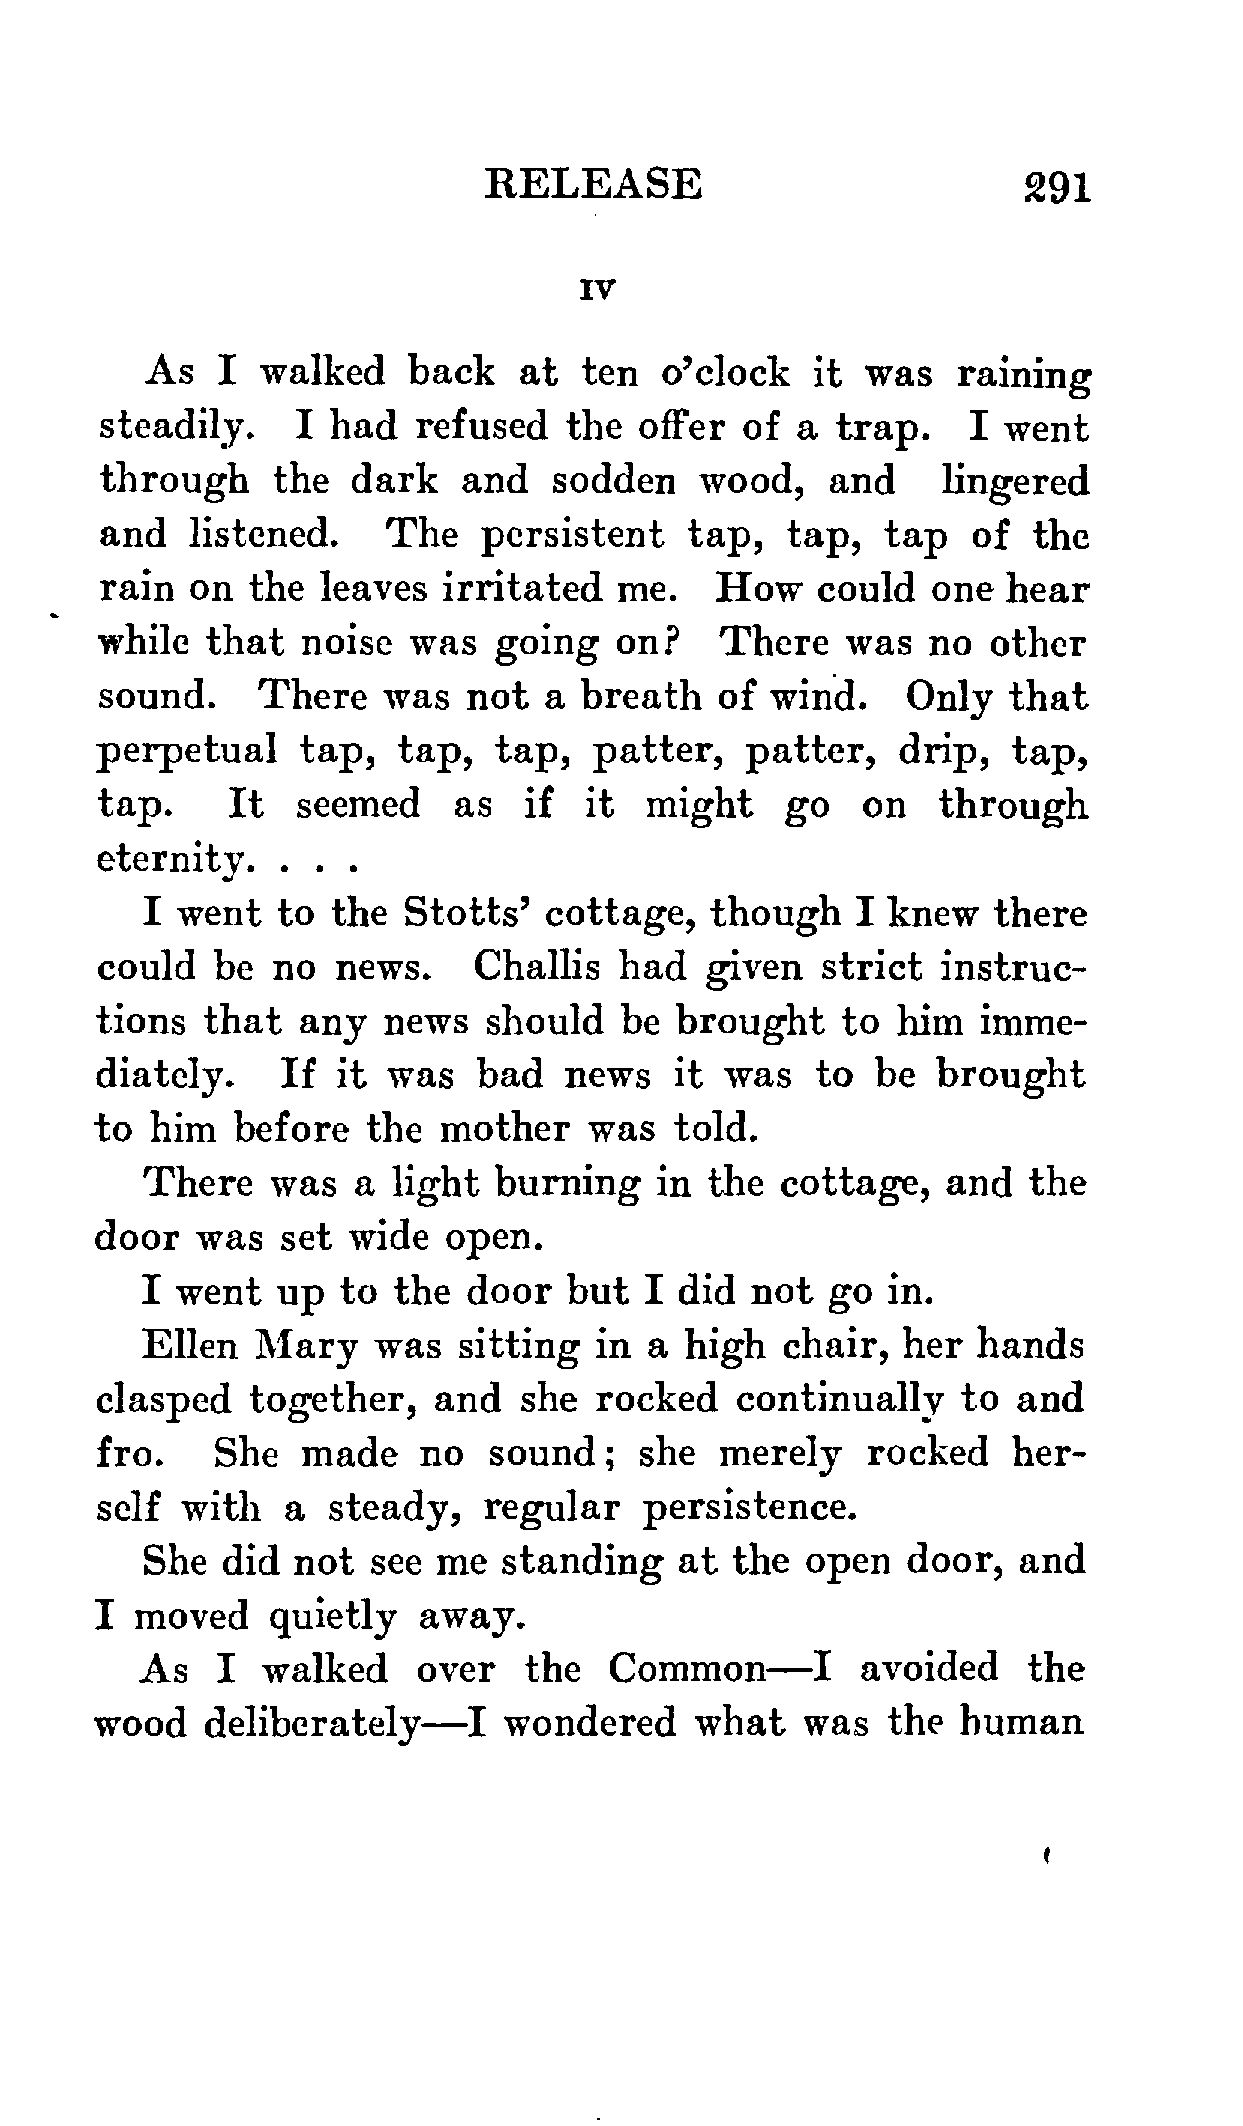 RELEASE 291
IV
As I walked back at ten o'clock it was raining
steadily. I had refused the offer of a trap. I went
through the dark and sodden wood, and lingered
and listened. The persistent tap, tap, tap of the
rain on the leaves irritated me. How could one hear
while that noise was going on? There was no other
sound. There was not a breath of wind. Only that
perpetual tap, tap, tap, patter, patter, drip, tap,
tap. It seemed as if it might go on through
eternity. . . .
I went to the Stotts' cottage, though I knew there
could be no news. Challis had given strict instruc-
tions that any news should be brought to him imme-
diately. If it was bad news it was to be brought
to him before the mother was told.
There was a light burning in the cottage, and the
door was set wide open.
I went up to the door but I did not go in.
Ellen Mary was sitting in a high chair, her hands
clasped together, and she rocked continually to and
fro. She made no sound; she merely rocked her-
self with a steady, regular persistence.
She did not see me standing at the open door, and
I moved quietly away.
As I walked over the Common—I avoided the
wood deliberately—I wondered what was the human